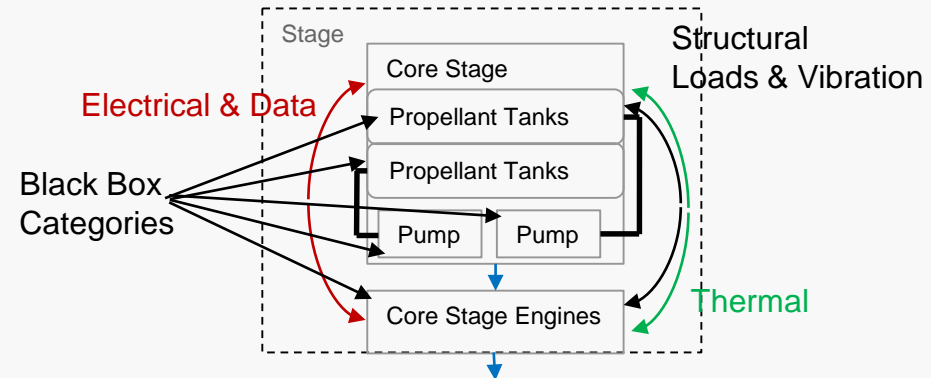 Stage
Structural
Loads & Vibration
Core Stage
Electrical & Data
Propellant Tanks
Propellant Tanks
Black Box
Categories
Pump
Pump
Thermal
Core Stage Engines